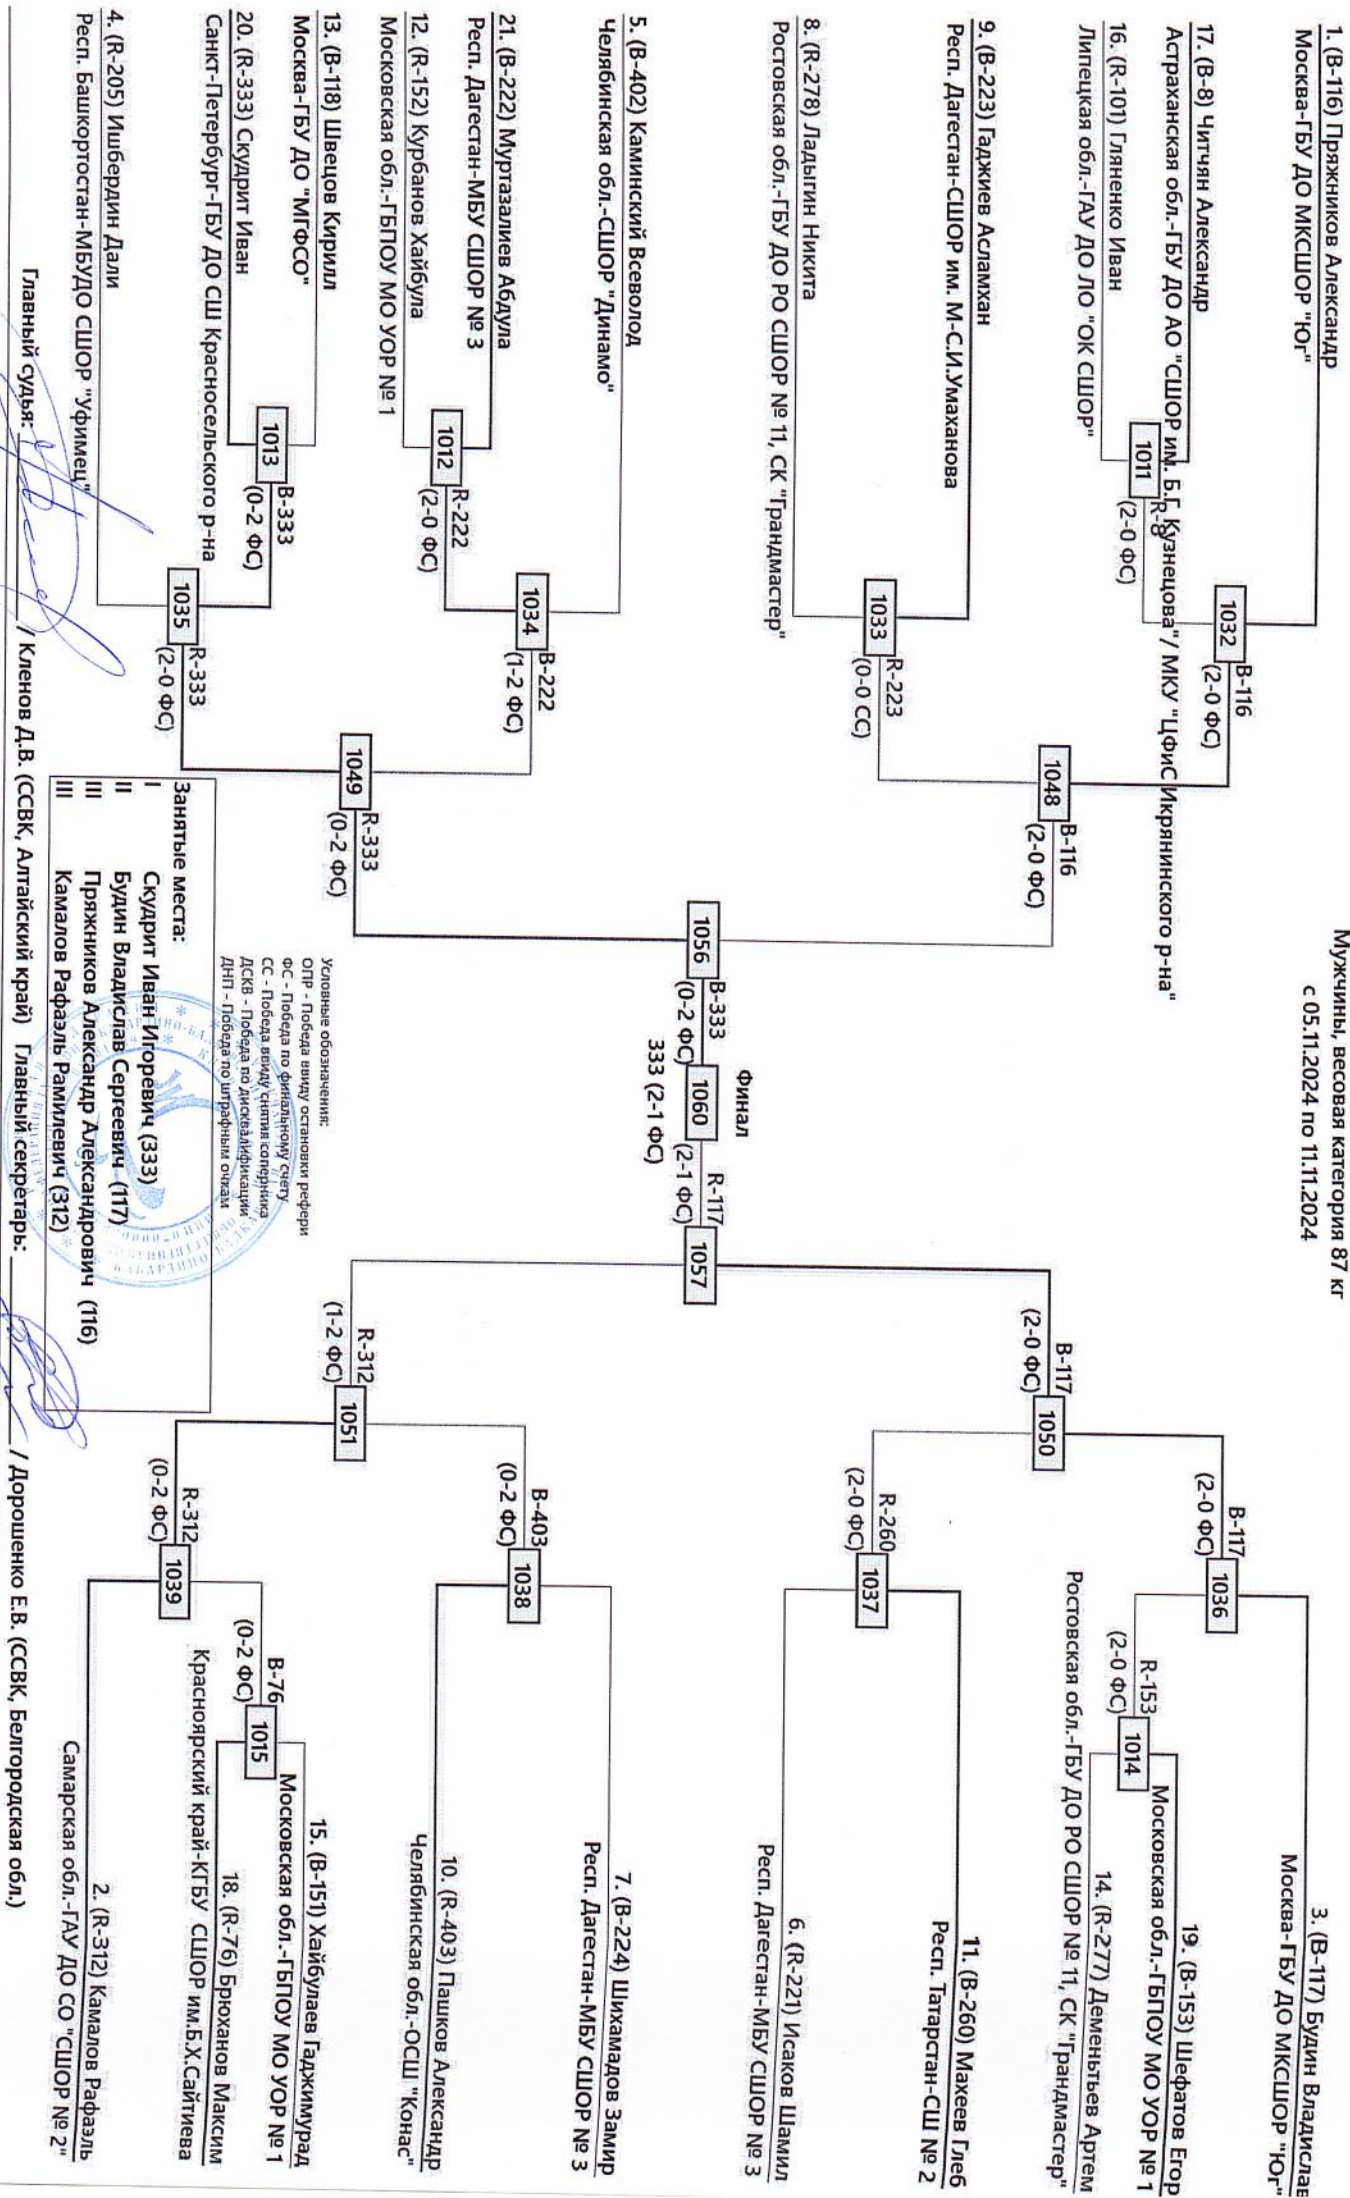 Мужчины, весовая категория 87 кг
с 05.11.2024 по 11.11.2024
1. (B-116) Пряжников Александр
Москва-ГБУ ДО МКСШОР "Юг"
17. (B-8) Читчян Александр
Астраханская обл.-ГБУ ДО АО "СШОР им. Б.Г. Кузнецова"/ МКУ "ЦФиС Икрянинского р-на"
16. (R-101) Гляненко Иван
Липецкая обл.-ГАУ ДО ЛО "ОК СШОР"
1011
R-8
(2-0 ФС)
1032
B-116
(2-0 ФС)
9. (B-223) Гаджиев Асламхан
Респ. Дагестан-СШОР им. М-С.И.Умаханова
8. (R-278) Ладыгин Никита
Ростовская обл.-ГБУ ДО РО СШОР № 11, СК "Грандмастер"
1033
R-223
(0-0 СС)
1048
B-116
(2-0 ФС)
5. (B-402) Каминский Всеволод
Челябинская обл.-СШОР "Динамо"
21. (B-222) Муртазалиев Абдула
Респ. Дагестан-МБУ СШОР № 3
12. (R-152) Курбанов Хайбула
Московская обл.-ГБПОУ МО УОР № 1
1012
R-222
(2-0 ФС)
1034
B-222
(1-2 ФС)
13. (B-118) Швецов Кирилл
Москва-ГБУ ДО "МГФСО"
20. (R-333) Скудрит Иван
Санкт-Петербург-ГБУ ДО СШ Красносельского р-на
1013
B-333
(0-2 ФС)
4. (R-205) Ишбердин Дали
Респ. Башкортостан-МБУДО СШОР "Уфимец"
1035
R-333
(2-0 ФС)
1049
R-333
(0-2 ФС)
1056
B-333
(0-2 ФС)
Финал
1060
333 (2-1 ФС)
R-117
(2-1 ФС)
1057
3. (B-117) Будин Владислав
Москва-ГБУ ДО МКСШОР "Юг"
19. (B-153) Шефатов Егор
Московская обл.-ГБПОУ МО УОР № 1
14. (R-277) Дементьев Артем
Ростовская обл.-ГБУ ДО РО СШОР № 11, СК "Грандмастер"
1014
R-153
(2-0 ФС)
1036
B-117
(2-0 ФС)
11. (B-260) Махеев Глеб
Респ. Татарстан-СШ № 2
6. (R-221) Исаков Шамил
Респ. Дагестан-МБУ СШОР № 3
1037
R-260
(2-0 ФС)
1050
B-117
(2-0 ФС)
7. (B-224) Шихамадов Замир
Респ. Дагестан-МБУ СШОР № 3
10. (R-403) Пашков Александр
Челябинская обл.-ОСШ "Конас"
1038
B-403
(0-2 ФС)
15. (B-151) Хайбулаев Гаджимурад
Московская обл.-ГБПОУ МО УОР № 1
18. (R-76) Брюханов Максим
Красноярский край-КГБУ СШОР им.Б.Х.Сайтиева
1015
B-76
(0-2 ФС)
2. (R-312) Камалов Рафаэль
Самарская обл.-ГАУ ДО СО "СШОР № 2"
1039
R-312
(0-2 ФС)
1051
R-312
(1-2 ФС)
Условные обозначения:
ОПР - Победа ввиду остановки рефери
ФС - Победа по финальному счету
СС - Победа ввиду снятия соперника
ДСКВ - Победа по дисквалификации
ДНП - Победа по штрафным очкам
Занятые места:
I Скудрит Иван Игоревич (333)
II Будин Владислав Сергеевич (117)
III Пряжников Александр Александрович (116)
III Камалов Рафаэль Рамилевич (312)
Главный судья: / Кленов Д.В. (ССВК, Алтайский край) Главный секретарь: / Дорошенко Е.В. (ССВК, Белгородская обл.)